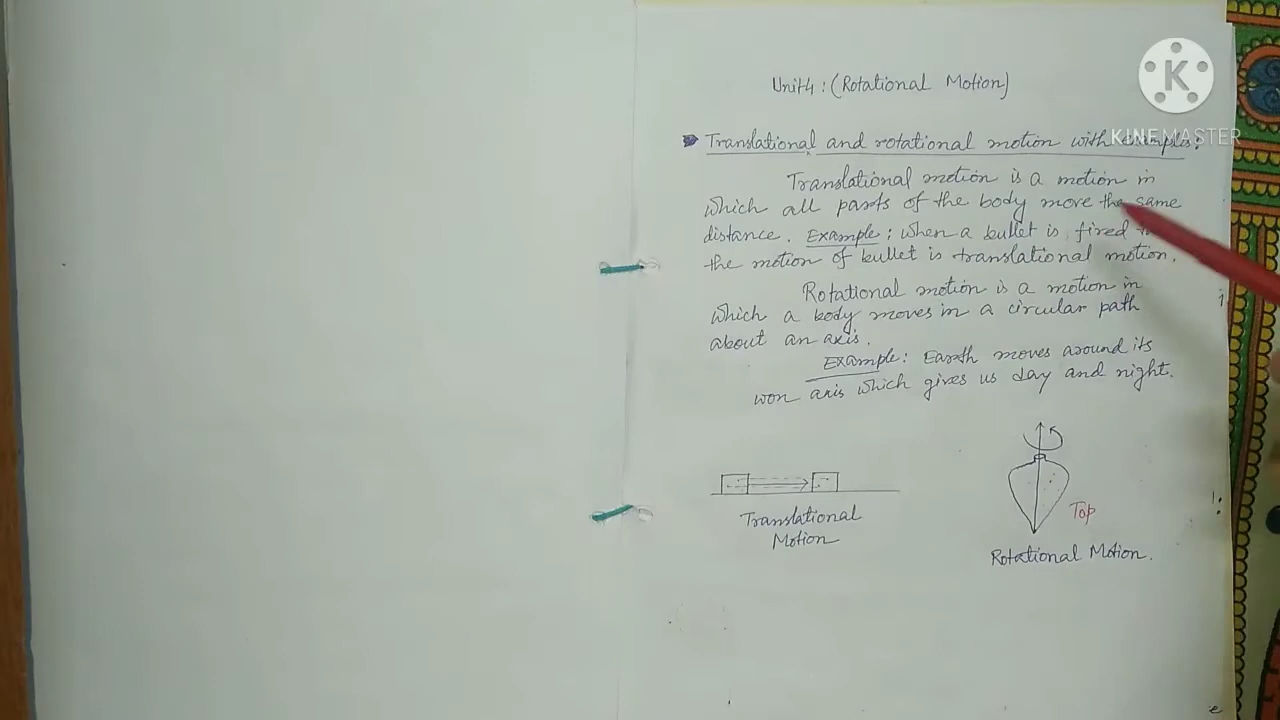 Unit4 : (Rotational Motion)
K
KINEMASTER
Translational and rotational motion with
Translational motion is a motion in
which all parts of the body move the same
distance. Example : when a bullet is fired
the motion of bullet is translational motion.
Rotational motion is a motion in
which a body moves in a circular path
about an axis.
Example : Earth moves around its
won axis which gives us day and night.
Translational
Motion
Top
Rotational Motion.